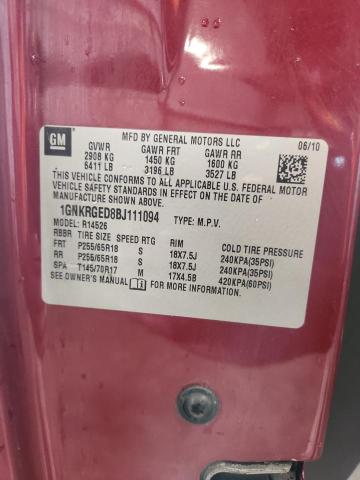 GM
MFD BY GENERAL MOTORS LLC 06/10
GVWR GAWR FRT GAWR RR
2908 KG 1450 KG 1600 KG
6411 LB 3196 LB 3527 LB
THIS VEHICLE CONFORMS TO ALL APPLICABLE U.S. FEDERAL MOTOR
VEHICLE SAFETY AND THEFT PREVENTION STANDARDS IN EFFECT ON THE
DATE OF MANUFACTURE SHOWN ABOVE.
1GNKRGED8BJ111094 TYPE: M.P.V.
MODEL: R14526
RBBR TIRE SIZE SPEED RTG RIM COLD TIRE PRESSURE
FRT P255/65R18 S 18X7.5J 240KPA(35PSI)
RR P255/65R18 S 18X7.5J 240KPA(35PSI)
SPA T145/70R17 M 17X4.5B 420KPA(60PSI)
SEE OWNER'S MANUAL FOR MORE INFORMATION.